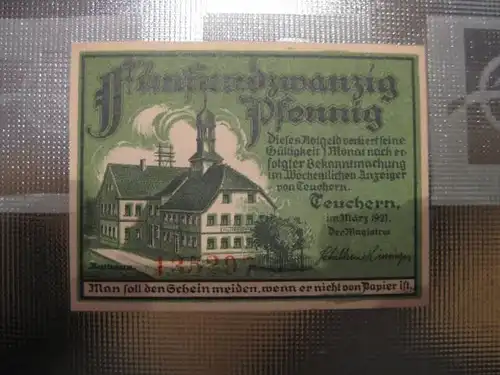 Fünfundzwanzig
Pfennig
Dieses Notgeld verliert seine
Gültigkeit 1 Monat nach er-
folgter Bekanntmachung
im Wöchentlichen Anzeiger
von Teuchern.
Teuchern,
im März 1921.
Der Magistrat
Rathaus.
13520
Man soll den Schein meiden, wenn er nicht von Papier ist.